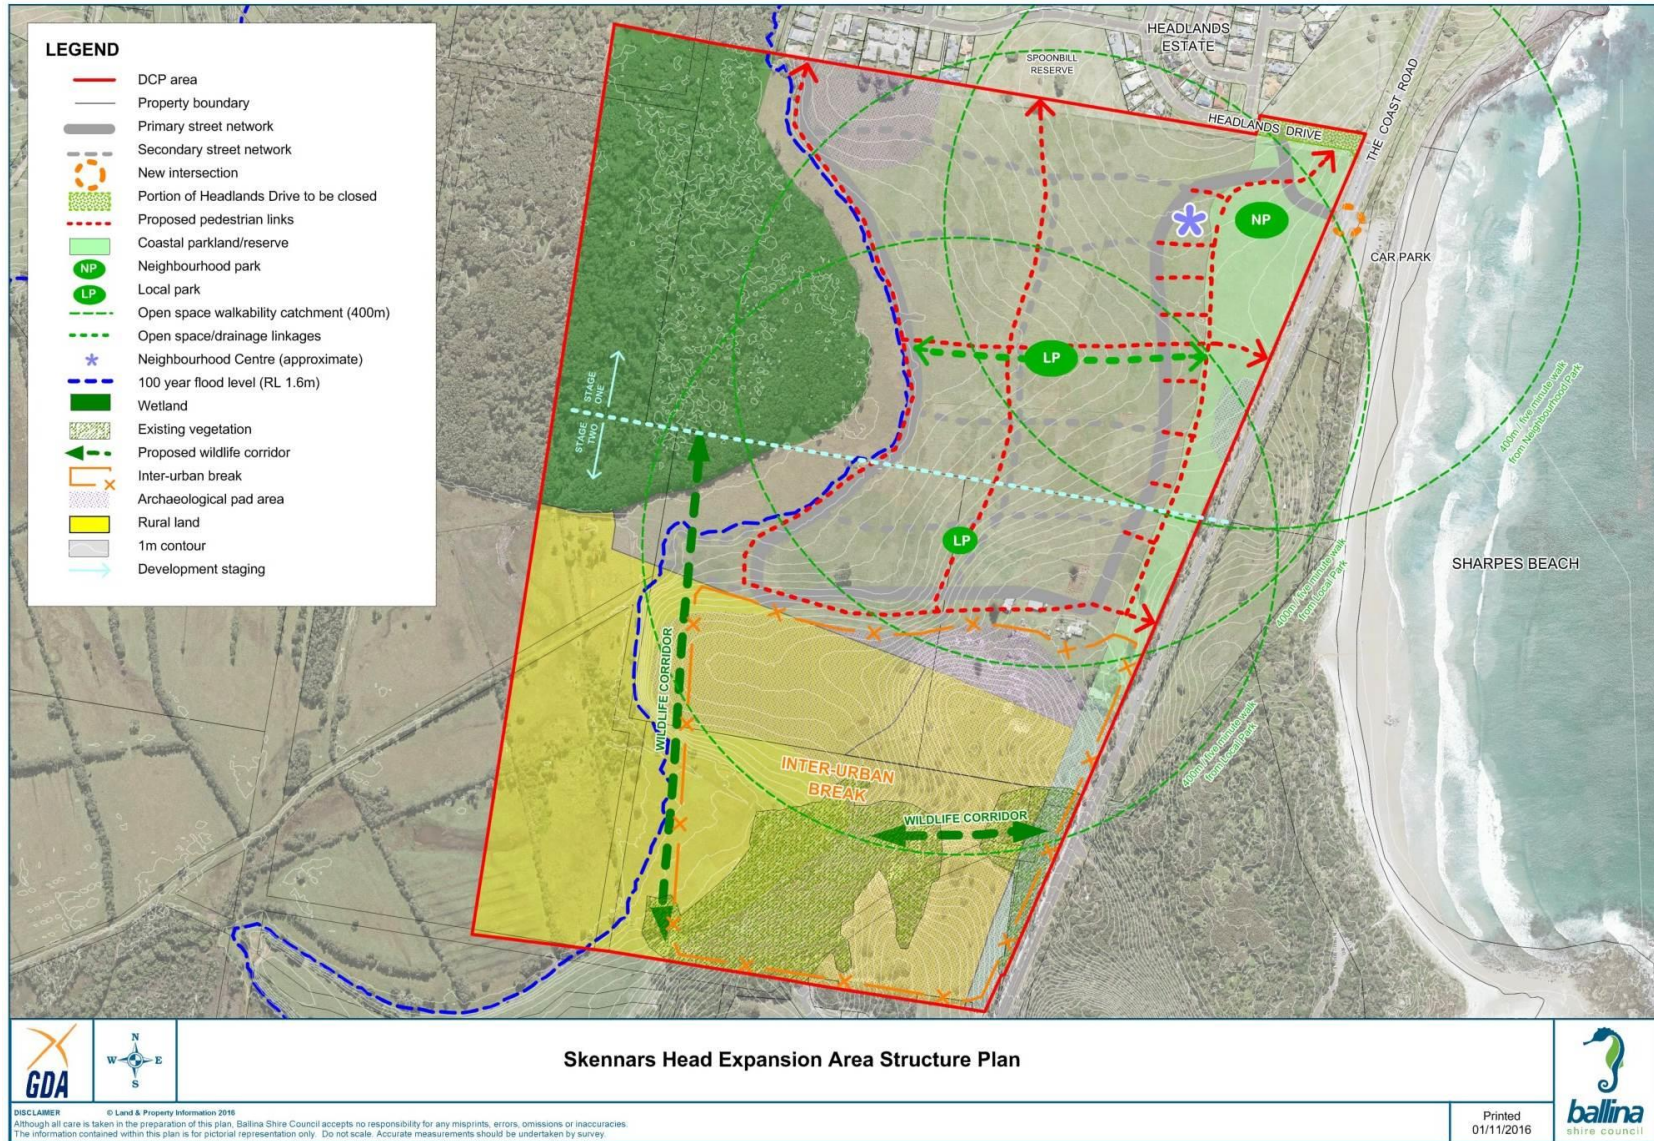 LEGEND
DCP area
Property boundary
Primary street network
Secondary street network
New intersection
Portion of Headlands Drive to be closed
Proposed pedestrian links
Coastal parkland/reserve
NP
Neighbourhood park
LP
Local park
Open space walkability catchment (400m)
Open space/drainage linkages
Neighbourhood Centre (approximate)
100 year flood level (RL 1.6m)
Wetland
Existing vegetation
Proposed wildlife corridor
Inter-urban break
Archaeological pad area
Rural land
1m contour
Development staging
HEADLANDS
ESTATE
SPOONBILL
RESERVE
HEADLANDS DRIVE
THE COAST ROAD
NP
CAR PARK
LP
STAGE
ONE
STAGE
TWO
400m / five minute walk
from Neighbourhood Park
LP
SHARPES BEACH
400m / five minute walk
from Local Park
WILDLIFE CORRIDOR
400m / five minute walk
from Local Park
INTER-URBAN
BREAK
WILDLIFE CORRIDOR
GDA
N
W E
S
Skennars Head Expansion Area Structure Plan
ballina
shire council
DISCLAIMER © Land & Property Information 2016
Although all care is taken in the preparation of this plan, Ballina Shire Council accepts no responsibility for any misprints, errors, omissions or inaccuracies.
The information contained within this plan is for pictorial representation only. Do not scale. Accurate measurements should be undertaken by survey.
Printed
01/11/2016